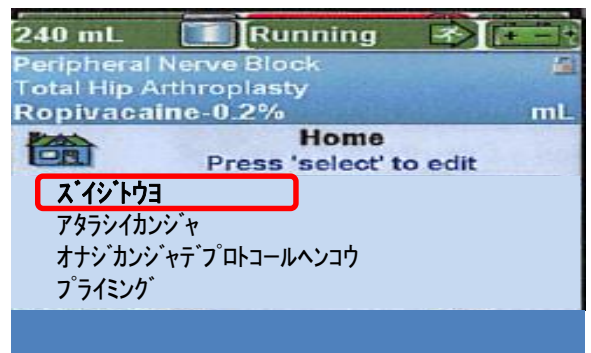 240 mL Running
Peripheral Nerve Block
Total Hip Arthroplasty
Ropivacaine-0.2% mL
Home
Press 'select' to edit
ズイジトウヨ
アタラシイカンジャ
オナジカンジャデプロトコールヘンコウ
プライミング